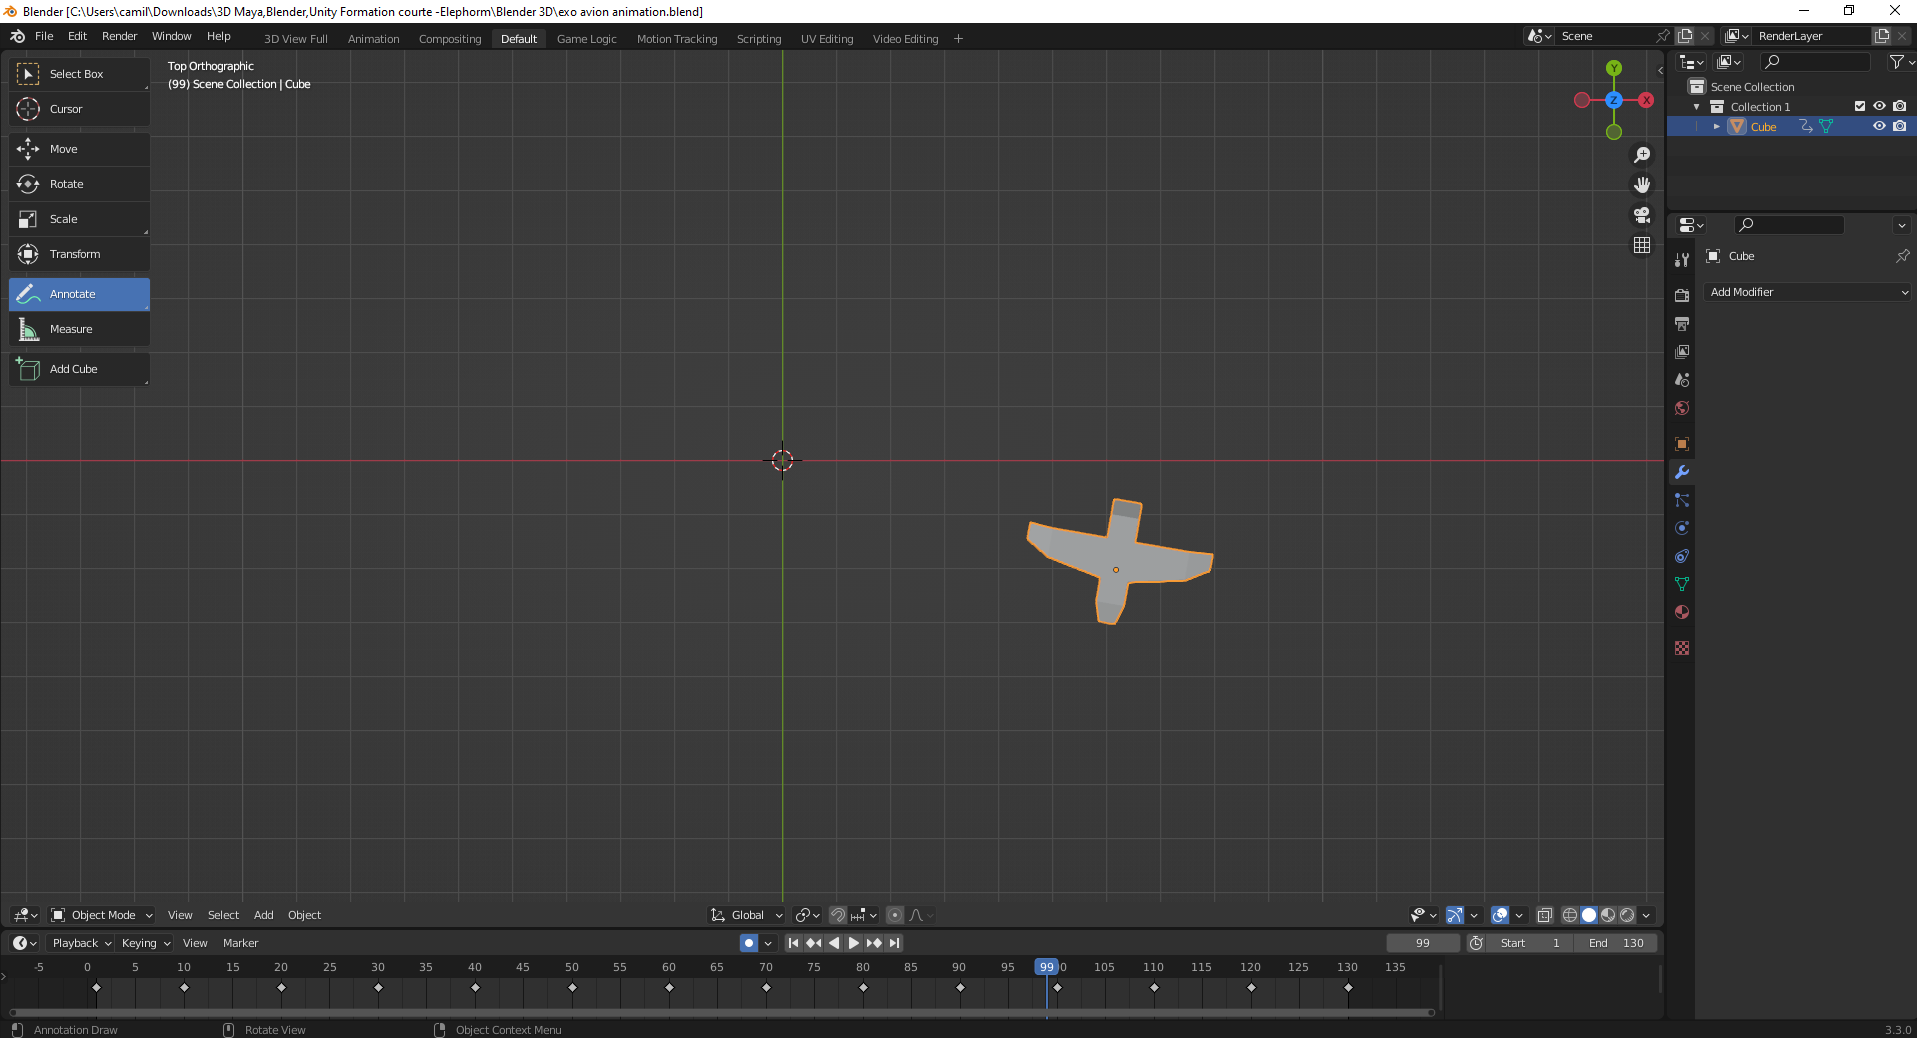 Blender [C:\Users\camil\Downloads\3D Maya,Blender,Unity Formation courte -Elephorm\Blender 3D\exo avion animation.blend]
File Edit Render Window Help 3D View Full Animation Compositing Default Game Logic Motion Tracking Scripting UV Editing Video Editing + Scene RenderLayer
Top Orthographic
(99) Scene Collection | Cube
Select Box
Cursor
Move
Rotate
Scale
Transform
Annotate
Measure
Add Cube
Y
Z
X
Scene Collection
Collection 1
Cube
Cube
Add Modifier
Object Mode View Select Add Object Global
Playback Keying View Marker 99 Start 1 End 130
-5 0 5 10 15 20 25 30 35 40 45 50 55 60 65 70 75 80 85 90 95 99 0 105 110 115 120 125 130 135
Annotation Draw Rotate View Object Context Menu 3.3.0